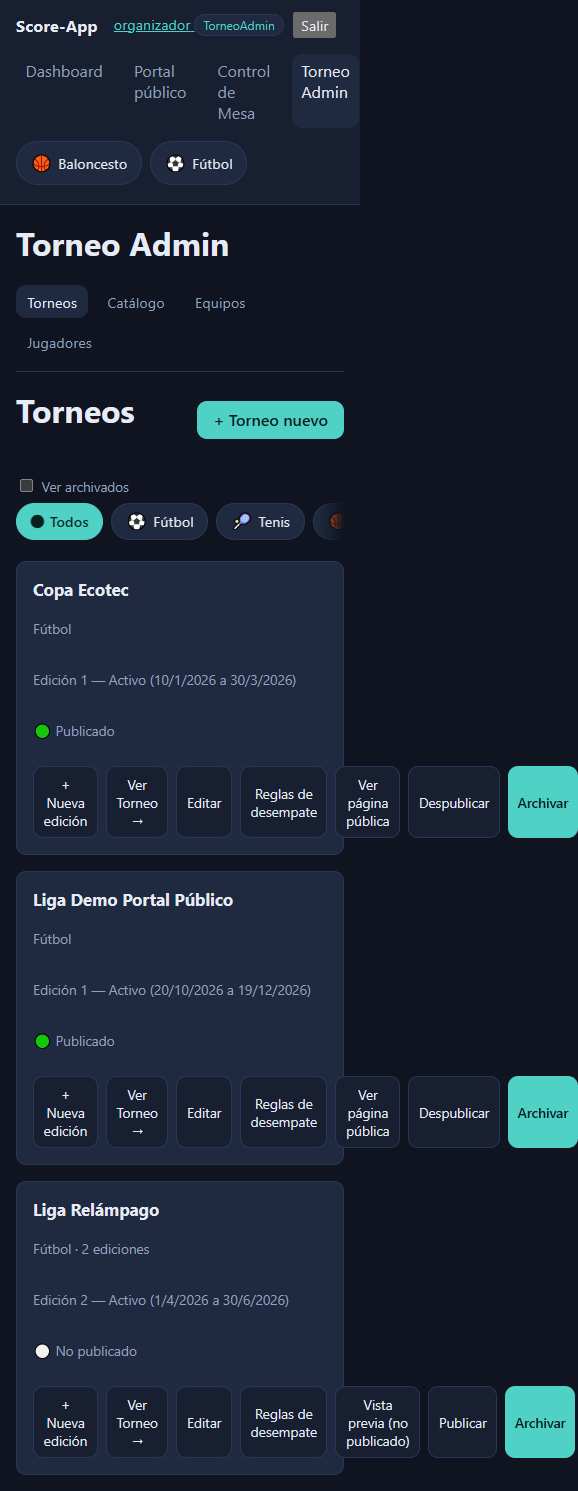 Score-App organizador TorneoAdmin Salir
Dashboard Portal público Control de Mesa Torneo Admin
Baloncesto Fútbol
Torneo Admin
Torneos Catálogo Equipos
Jugadores
Torneos + Torneo nuevo
Ver archivados
Todos Fútbol Tenis
Copa Ecotec
Fútbol
Edición 1 — Activo (10/1/2026 a 30/3/2026)
Publicado
+ Nueva edición Ver Torneo → Editar Reglas de desempate Ver página pública Despublicar Archivar
Liga Demo Portal Público
Fútbol
Edición 1 — Activo (20/10/2026 a 19/12/2026)
Publicado
+ Nueva edición Ver Torneo → Editar Reglas de desempate Ver página pública Despublicar Archivar
Liga Relámpago
Fútbol · 2 ediciones
Edición 2 — Activo (1/4/2026 a 30/6/2026)
No publicado
+ Nueva edición Ver Torneo → Editar Reglas de desempate Vista previa (no publicado) Publicar Archivar